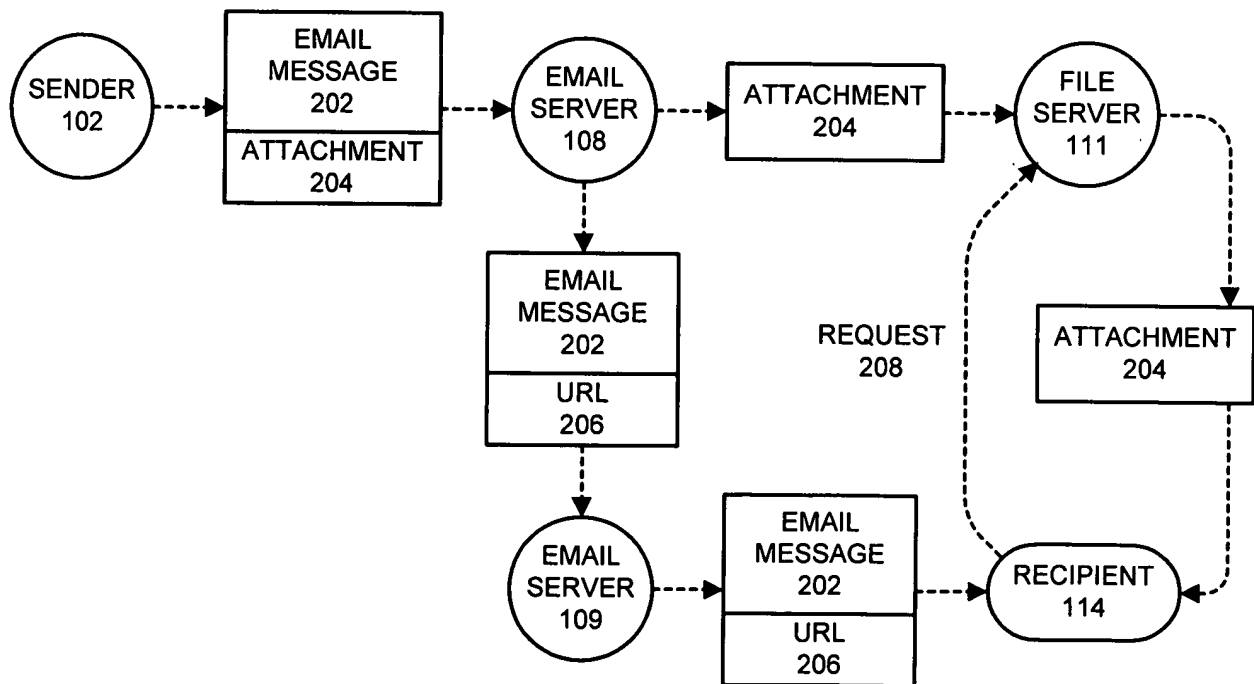 SENDER
102
EMAIL
MESSAGE
202
ATTACHMENT
204
EMAIL
SERVER
108
ATTACHMENT
204
FILE
SERVER
111
EMAIL
MESSAGE
202
URL
206
REQUEST
208
ATTACHMENT
204
EMAIL
SERVER
109
EMAIL
MESSAGE
202
URL
206
RECIPIENT
114